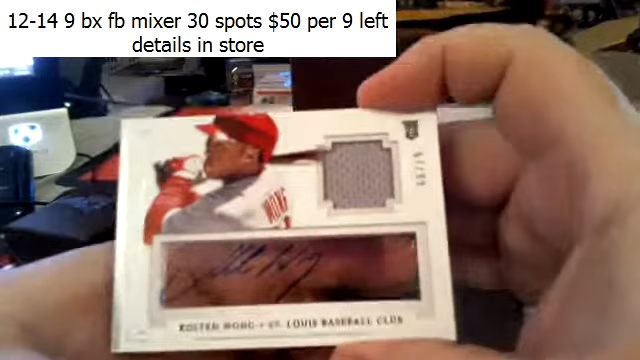 12-14 9 bx fb mixer 30 spots $50 per 9 left
details in store
WONG
KOLTEN WONG • ST. LOUIS BASEBALL CLUB